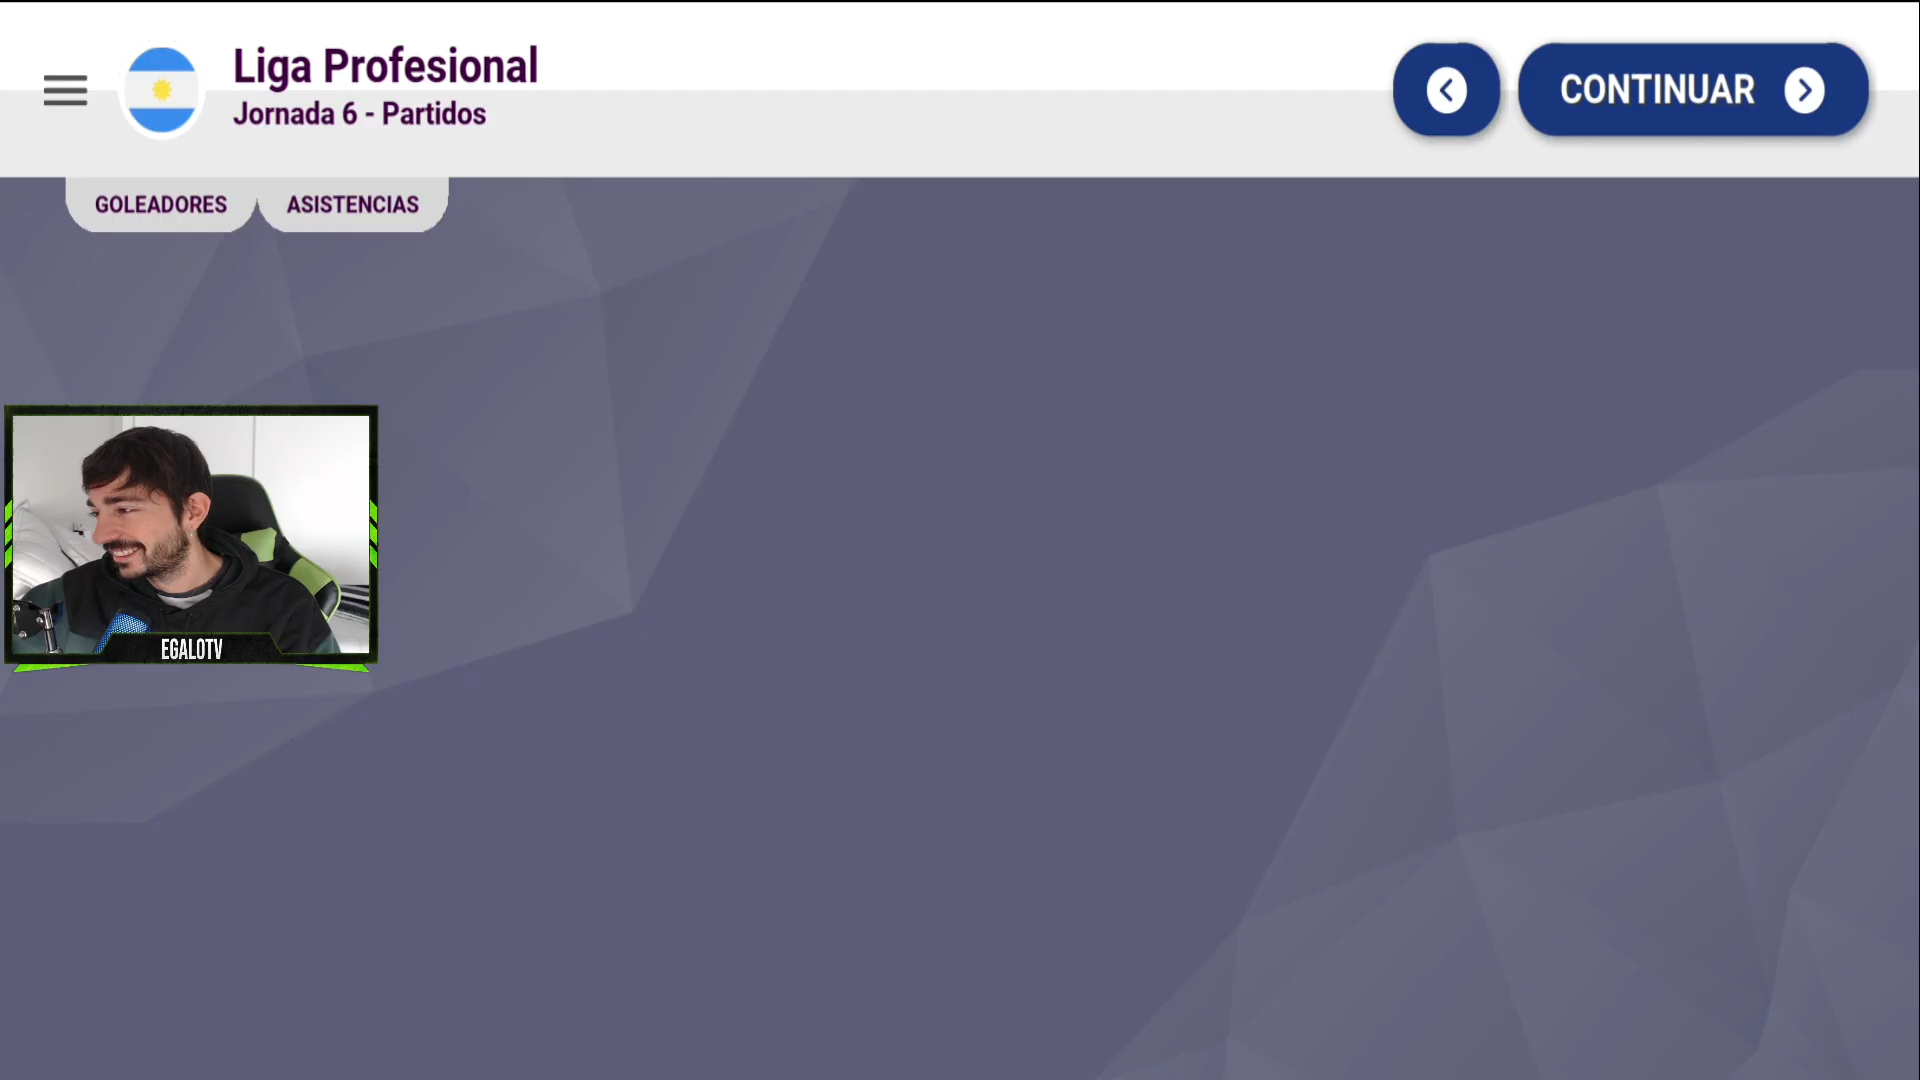 Liga Profesional
Jornada 6 - Partidos
CONTINUAR
GOLEADORES
ASISTENCIAS
EGALOTV